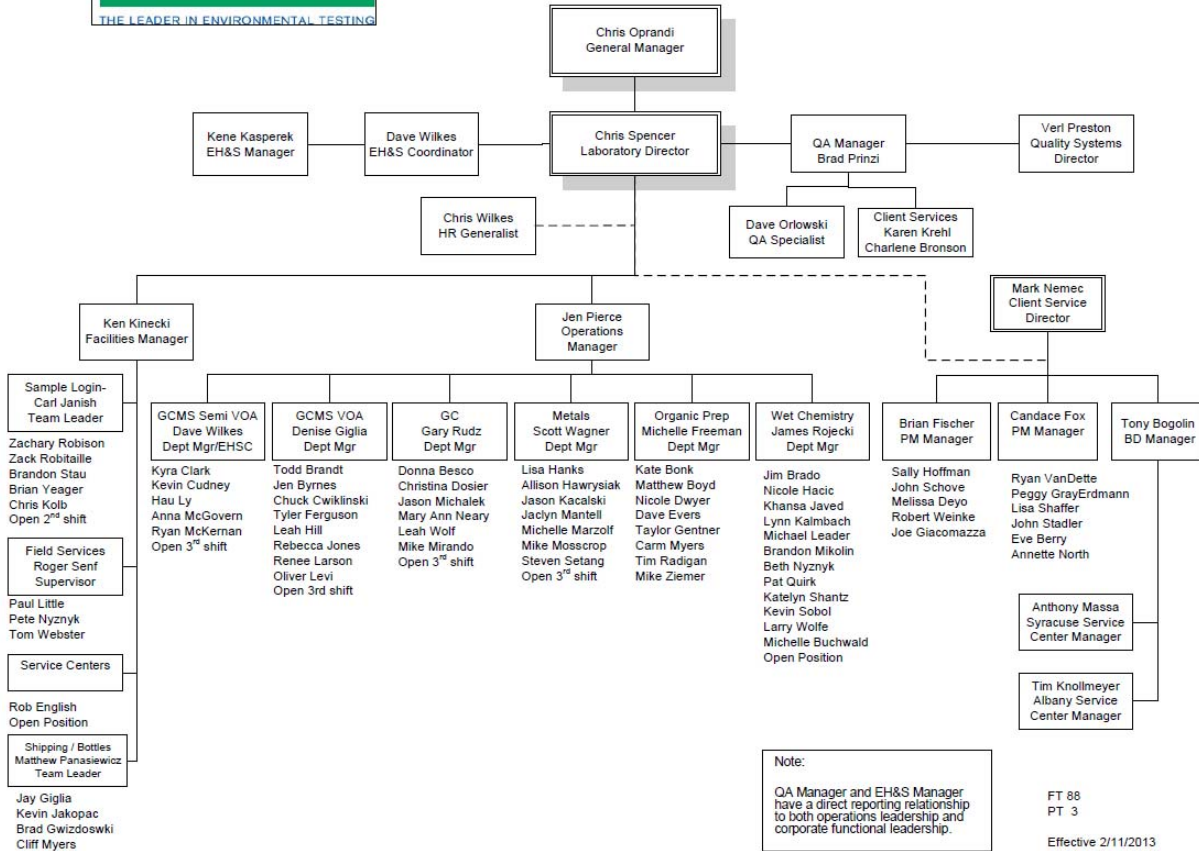 THE LEADER IN ENVIRONMENTAL TESTING
Chris Oprandi
General Manager
Kene Kasperek
EH&S Manager
Dave Wilkes
EH&S Coordinator
Chris Spencer
Laboratory Director
QA Manager
Brad Prinzi
Verl Preston
Quality Systems
Director
Chris Wilkes
HR Generalist
Dave Orlowski
QA Specialist
Client Services
Karen Krehl
Charlene Bronson
Ken Kinecki
Facilities Manager
Jen Pierce
Operations
Manager
Mark Nemec
Client Service
Director
Sample Login-
Carl Janish
Team Leader
Zachary Robison
Zack Robitaille
Brandon Stau
Brian Yeager
Chris Kolb
Open 2nd shift
Field Services
Roger Senf
Supervisor
Paul Little
Pete Nyznyk
Tom Webster
Service Centers
Rob English
Open Position
Shipping / Bottles
Matthew Panasiewicz
Team Leader
Jay Giglia
Kevin Jakopac
Brad Gwizdoswki
Cliff Myers
GCMS Semi VOA
Dave Wilkes
Dept Mgr/EHSC
Kyra Clark
Kevin Cudney
Hau Ly
Anna McGovern
Ryan McKernan
Open 3rd shift
GCMS VOA
Denise Giglia
Dept Mgr
Todd Brandt
Jen Byrnes
Chuck Cwiklinski
Tyler Ferguson
Leah Hill
Rebecca Jones
Renee Larson
Oliver Levi
Open 3rd shift
GC
Gary Rudz
Dept Mgr
Donna Besco
Christina Dosier
Jason Michalek
Mary Ann Neary
Leah Wolf
Mike Mirando
Open 3rd shift
Metals
Scott Wagner
Dept Mgr
Lisa Hanks
Allison Hawrysiak
Jason Kacalski
Jaclyn Mantell
Michelle Marzolf
Mike Mosscrop
Steven Setang
Open 3rd shift
Organic Prep
Michelle Freeman
Dept Mgr
Kate Bonk
Matthew Boyd
Nicole Dwyer
Dave Evers
Taylor Gentner
Carm Myers
Tim Radigan
Mike Ziemer
Wet Chemistry
James Rojecki
Dept Mgr
Jim Brado
Nicole Hacic
Khansa Javed
Lynn Kalmbach
Michael Leader
Brandon Mikolin
Beth Nyznyk
Pat Quirk
Katelyn Shantz
Kevin Sobol
Larry Wolfe
Michelle Buchwald
Open Position
Brian Fischer
PM Manager
Sally Hoffman
John Schove
Melissa Deyo
Robert Weinke
Joe Giacomazza
Candace Fox
PM Manager
Ryan VanDette
Peggy GrayErdmann
Lisa Shaffer
John Stadler
Eve Berry
Annette North
Tony Bogolin
BD Manager
Anthony Massa
Syracuse Service
Center Manager
Tim Knollmeyer
Albany Service
Center Manager
Note:
QA Manager and EH&S Manager
have a direct reporting relationship
to both operations leadership and
corporate functional leadership.
FT 88
PT 3
Effective 2/11/2013